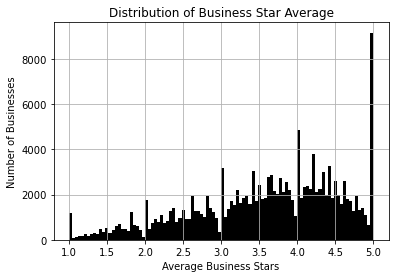 Distribution of Business Star Average
Number of Businesses
8000
6000
4000
2000
0
1.0 1.5 2.0 2.5 3.0 3.5 4.0 4.5 5.0
Average Business Stars